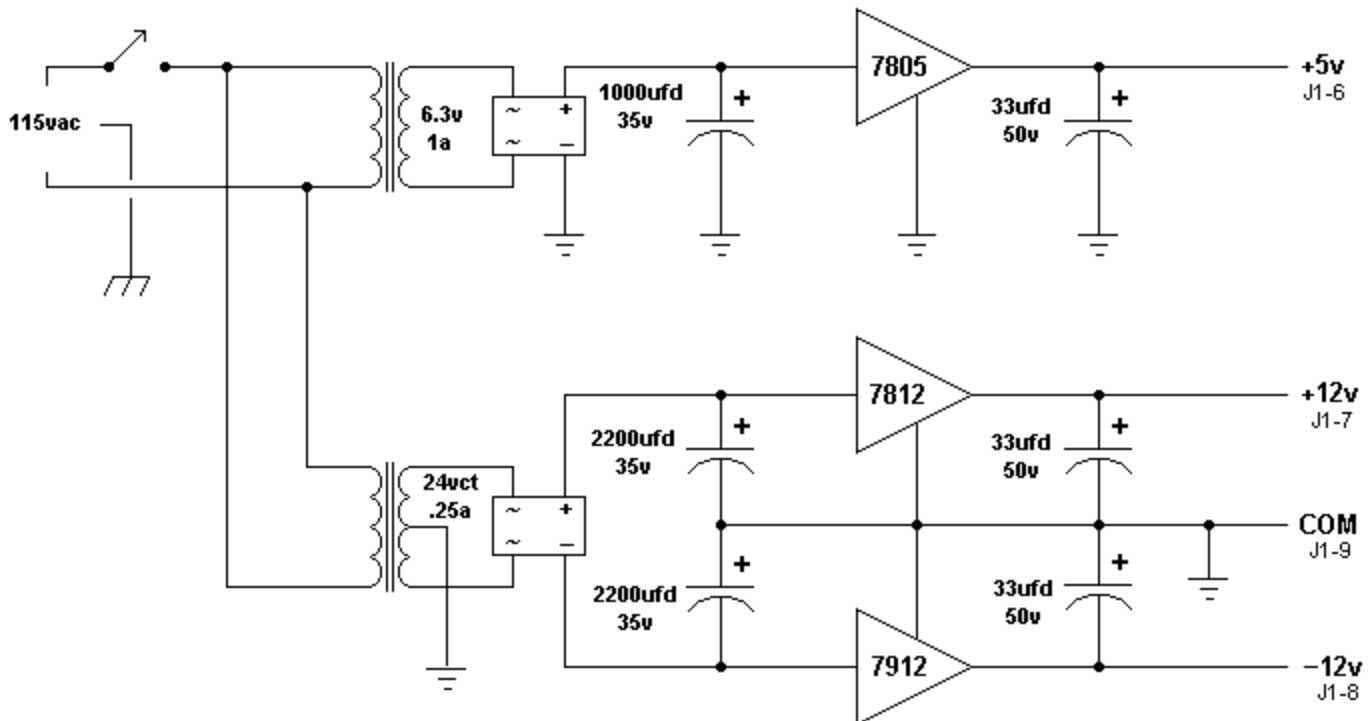 115vac
6.3v
1a
~ +
~ −
1000ufd
35v
+
7805
33ufd
50v
+
+5v
J1-6
24vct
.25a
~ +
~ −
2200ufd
35v
+
7812
33ufd
50v
+
+12v
J1-7
COM
J1-9
2200ufd
35v
+
7912
33ufd
50v
+
−12v
J1-8